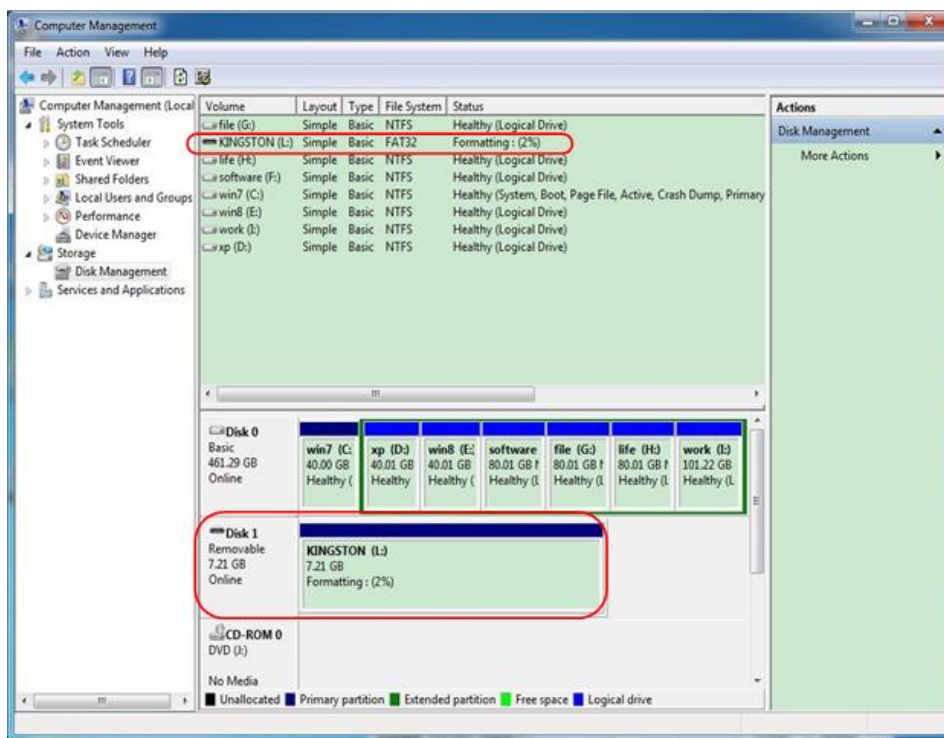 Computer Management
File Action View Help
Computer Management (Local
System Tools
Task Scheduler
Event Viewer
Shared Folders
Local Users and Groups
Performance
Device Manager
Storage
Disk Management
Services and Applications
Volume Layout Type File System Status
file (G:) Simple Basic NTFS Healthy (Logical Drive)
KINGSTON (L:) Simple Basic FAT32 Formatting : (2%)
life (H:) Simple Basic NTFS Healthy (Logical Drive)
software (F:) Simple Basic NTFS Healthy (Logical Drive)
win7 (C:) Simple Basic NTFS Healthy (System, Boot, Page File, Active, Crash Dump, Primary
win8 (E:) Simple Basic NTFS Healthy (Logical Drive)
work (I:) Simple Basic NTFS Healthy (Logical Drive)
xp (D:) Simple Basic NTFS Healthy (Logical Drive)
Actions
Disk Management
More Actions
Disk 0
Basic
461.29 GB
Online
win7 (C:
40.00 GB
Healthy (
xp (D:)
40.01 GB
Healthy
win8 (E:
40.01 GB
Healthy (
software
80.01 GB N
Healthy (L
file (G:)
80.01 GB N
Healthy (L
life (H:)
80.01 GB N
Healthy (L
work (I:)
101.22 GB
Healthy (L
Disk 1
Removable
7.21 GB
Online
KINGSTON (L:)
7.21 GB
Formatting : (2%)
CD-ROM 0
DVD (J:)
No Media
Unallocated Primary partition Extended partition Free space Logical drive